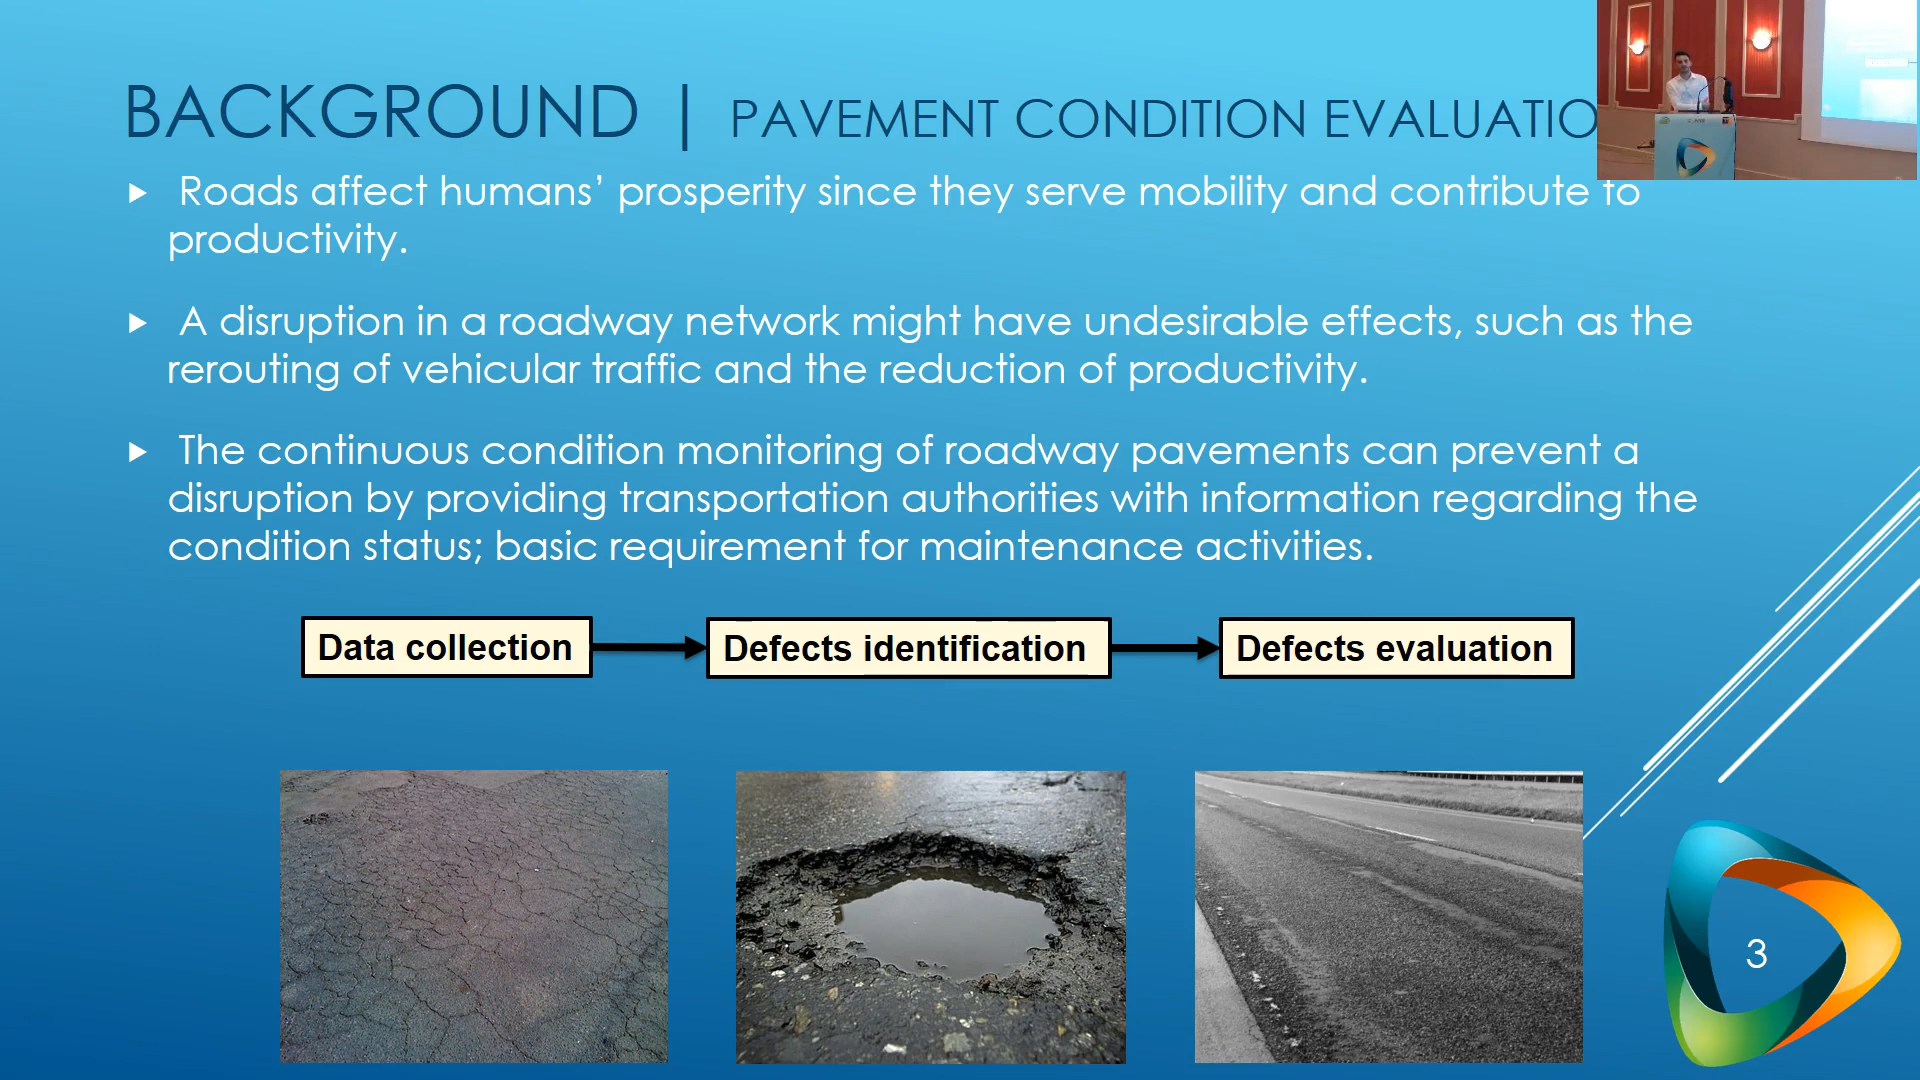 BACKGROUND | PAVEMENT CONDITION EVALUATIO
▶ Roads affect humans’ prosperity since they serve mobility and contribute to
productivity.
▶ A disruption in a roadway network might have undesirable effects, such as the
rerouting of vehicular traffic and the reduction of productivity.
▶ The continuous condition monitoring of roadway pavements can prevent a
disruption by providing transportation authorities with information regarding the
condition status; basic requirement for maintenance activities.
Data collection
Defects identification
Defects evaluation
3